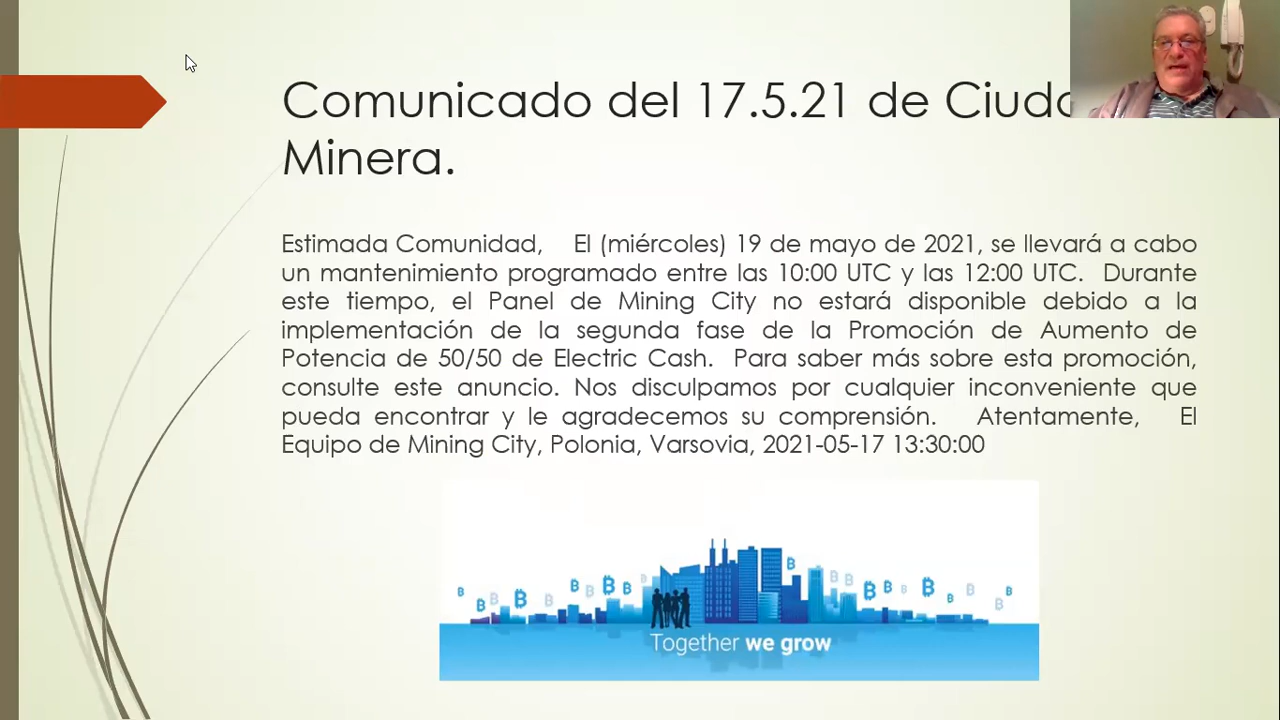 Comunicado del 17.5.21 de
Minera.
Estimada Comunidad, El (miércoles) 19 de mayo de 2021, se llevará a cabo
un mantenimiento programado entre las 10:00 UTC y las 12:00 UTC. Durante
este tiempo, el Panel de Mining City no estará disponible debido a la
implementación de la segunda fase de la Promoción de Aumento de
Potencia de 50/50 de Electric Cash. Para saber más sobre esta promoción,
consulte este anuncio. Nos disculpamos por cualquier inconveniente que
pueda encontrar y le agradecemos su comprensión. Atentamente, El
Equipo de Mining City, Polonia, Varsovia, 2021-05-17 13:30:00
Together we grow